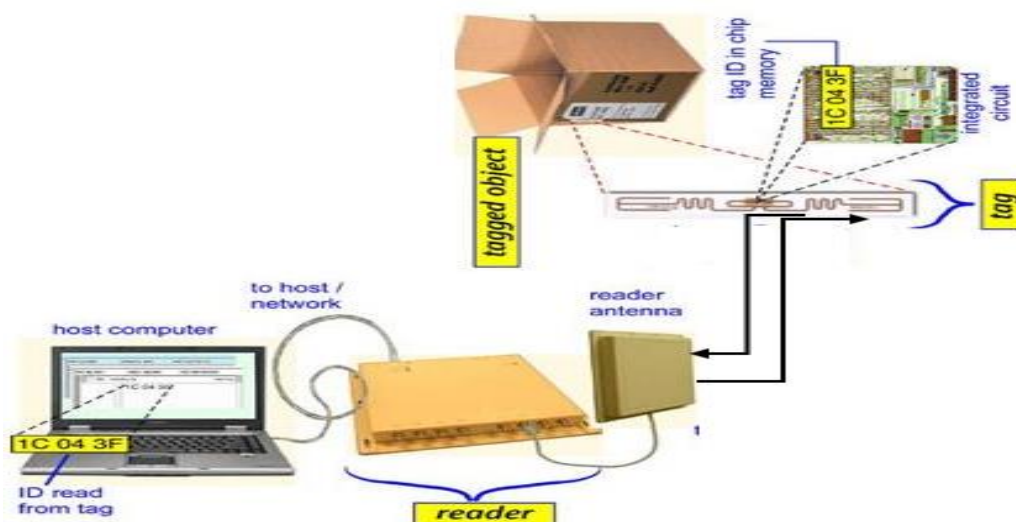 tag ID in chip
memory
1C 04 3F
integrated
circuit
tagged object
tag
to host /
network
reader
antenna
host computer
1C 04 3F
1C 04 3F
ID read
from tag
reader
1